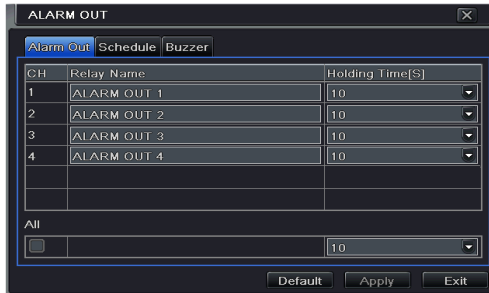 ALARM OUT
Alarm Out Schedule Buzzer
CH Relay Name Holding Time[S]
1 ALARM OUT 1 10
2 ALARM OUT 2 10
3 ALARM OUT 3 10
4 ALARM OUT 4 10
All
10
Default Apply Exit